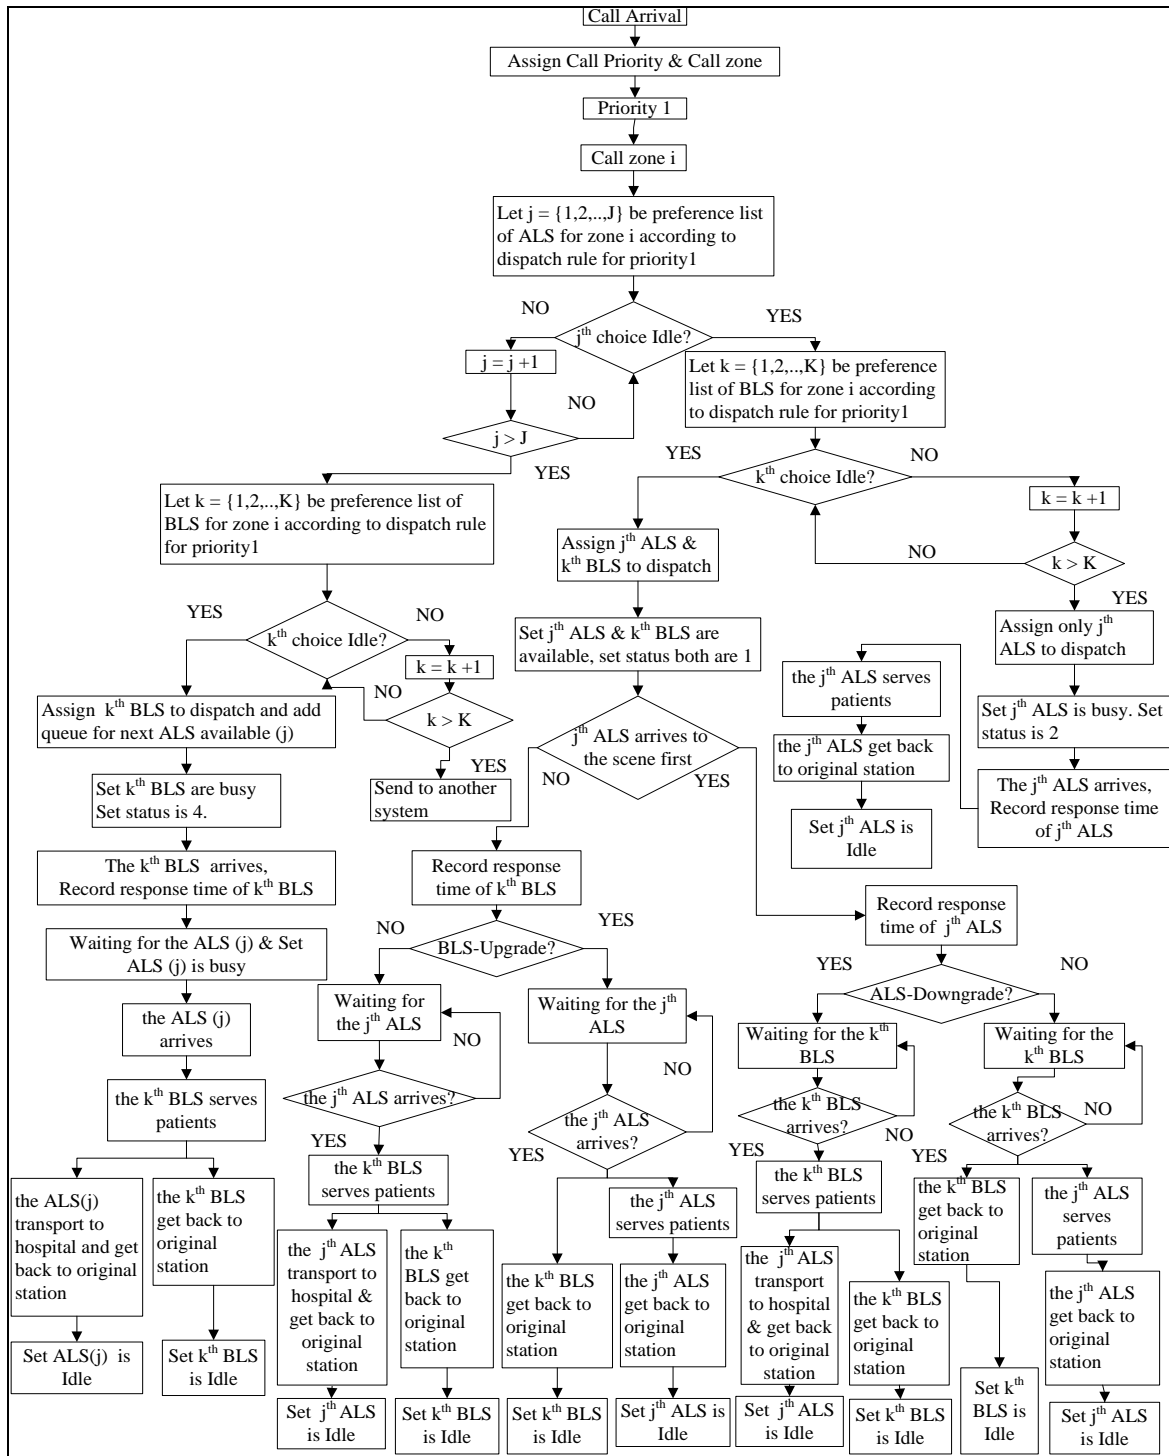 Call Arrival
Assign Call Priority & Call zone
Priority 1
Call zone i
Let j = {1,2,..,J} be preference list
of ALS for zone i according to
dispatch rule for priority1
NO
jth choice Idle?
YES
j = j +1
Let k = {1,2,..,K} be preference
list of BLS for zone i according
to dispatch rule for priority1
NO
j > J
YES
YES
kth choice Idle?
NO
k = k +1
Let k = {1,2,..,K} be preference list of
BLS for zone i according to dispatch rule
for priority1
Assign jth ALS &
kth BLS to dispatch
NO
k > K
YES
YES
kth choice Idle?
NO
k = k +1
Set jth ALS & kth BLS are
available, set status both are 1
Assign only jth
ALS to dispatch
the jth ALS serves
patients
NO
k > K
YES
Assign kth BLS to dispatch and add
queue for next ALS available (j)
Set jth ALS is busy. Set
status is 2
jth ALS arrives to
the scene first
NO
YES
the jth ALS get back
to original station
Send to another
system
Set kth BLS are busy
Set status is 4.
The jth ALS arrives,
Record response time
of jth ALS
Set jth ALS is
Idle
The kth BLS arrives,
Record response time of kth BLS
Record response
time of kth BLS
Record response
time of jth ALS
NO
BLS-Upgrade?
YES
Waiting for the ALS (j) & Set
ALS (j) is busy
YES
ALS-Downgrade?
NO
Waiting for
the jth ALS
NO
Waiting for the jth
ALS
NO
Waiting for the kth
BLS
Waiting for
the kth BLS
the ALS (j)
arrives
the jth ALS arrives?
YES
the jth ALS
arrives?
YES
the kth BLS
arrives?
NO
YES
the kth BLS
arrives?
NO
YES
the kth BLS serves
patients
the kth BLS
serves patients
the jth ALS
serves patients
the kth BLS
serves patients
the kth BLS
get back to
original
station
the jth ALS
serves
patients
the ALS(j)
transport to
hospital and get
back to original
station
the kth BLS
get back to
original
station
the jth ALS
transport to
hospital &
get back to
original
station
the kth
BLS get
back to
original
station
the kth BLS
get back to
original
station
the jth ALS
get back to
original
station
the jth ALS
transport
to hospital
& get back
to original
station
the kth BLS
get back to
original
station
the jth ALS
get back to
original
station
Set ALS(j) is
Idle
Set kth BLS
is Idle
Set jth ALS
is Idle
Set kth BLS
is Idle
Set kth BLS
is Idle
Set jth ALS is
Idle
Set jth ALS
is Idle
Set kth
BLS is Idle
Set kth
BLS is
Idle
Set jth
ALS is Idle